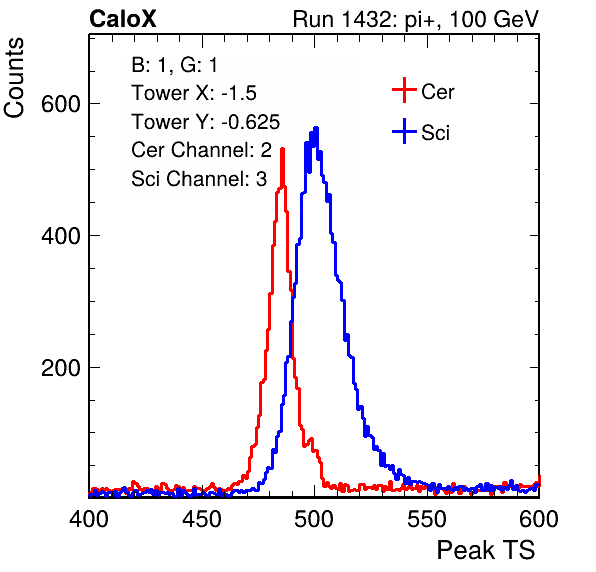 CaloX Run 1432: pi+, 100 GeV
Counts
B: 1, G: 1
Tower X: -1.5
Tower Y: -0.625
Cer Channel: 2
Sci Channel: 3
Cer
Sci
600
400
200
400 450 500 550 600
Peak TS